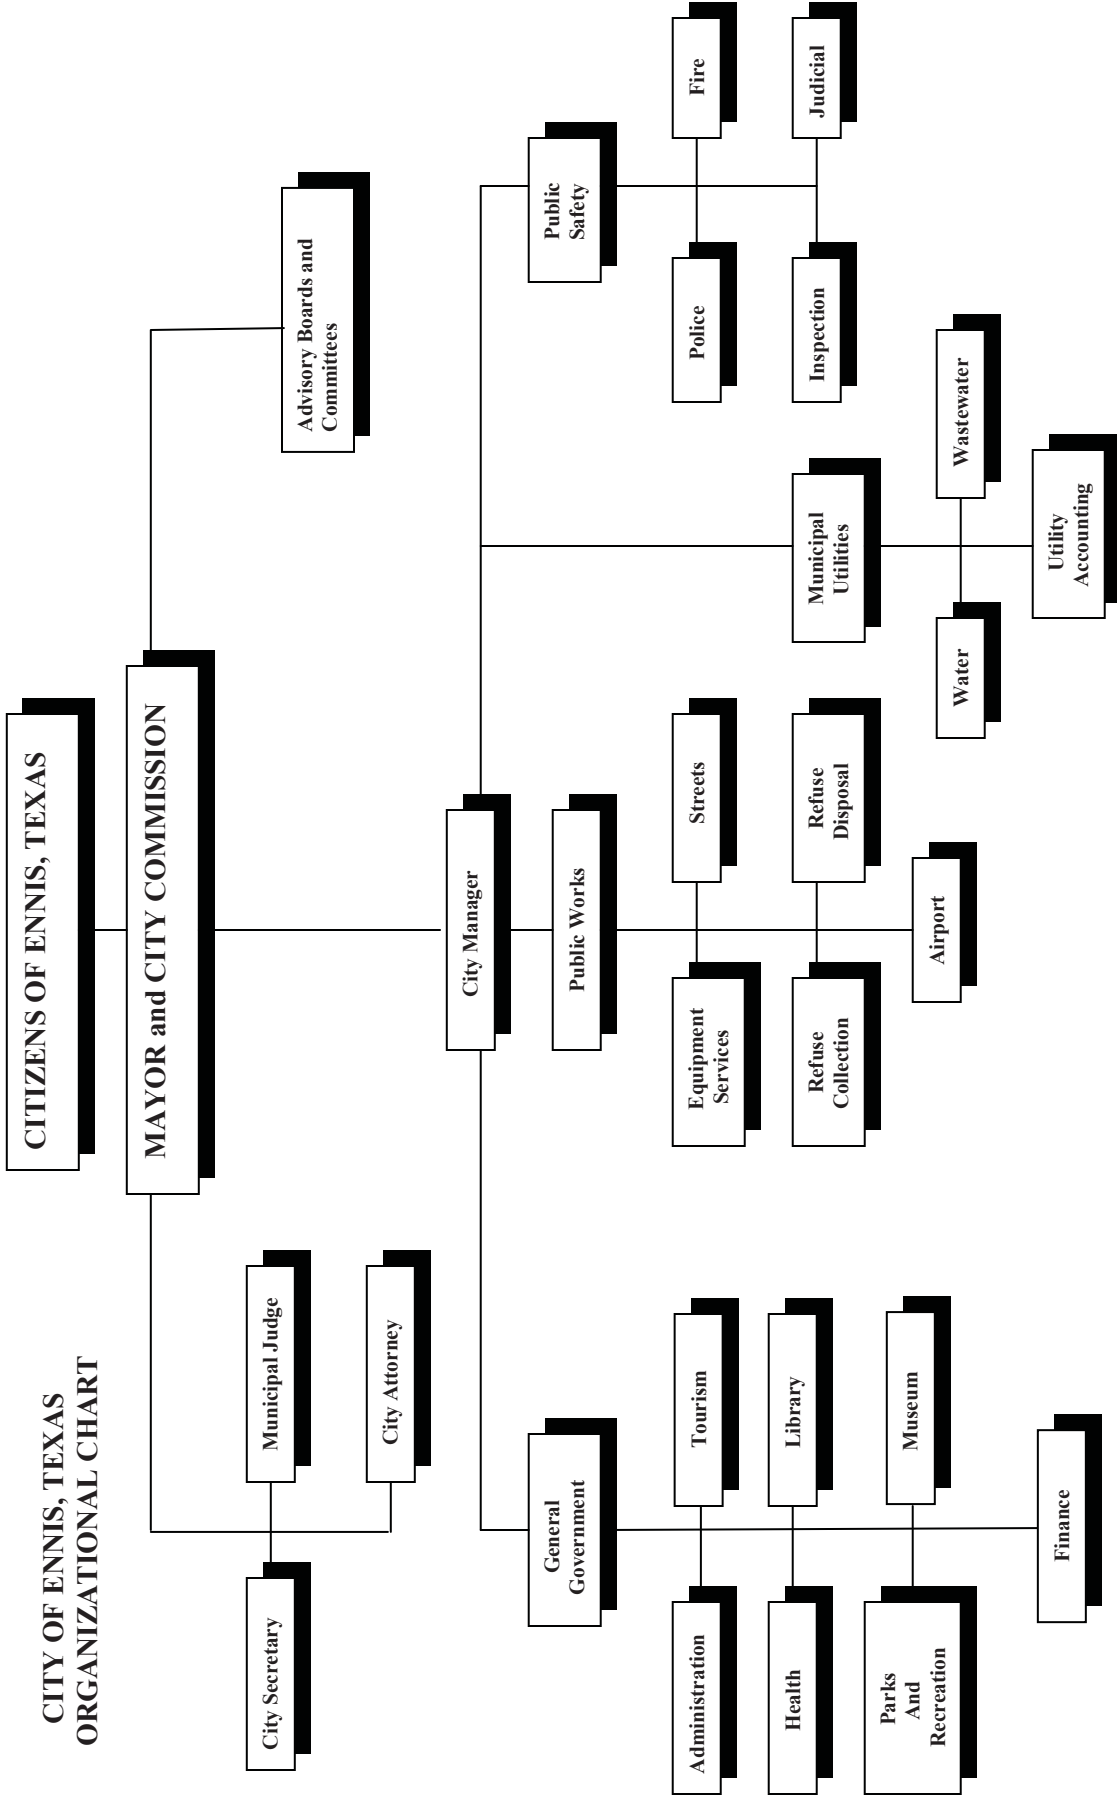 CITY OF ENNIS, TEXAS
ORGANIZATIONAL CHART
CITIZENS OF ENNIS, TEXAS
MAYOR and CITY COMMISSION
City Secretary
Municipal Judge
City Attorney
Advisory Boards and
Committees
City Manager
General
Government
Public Works
Municipal
Utilities
Public
Safety
Administration
Tourism
Health
Library
Parks
And
Recreation
Museum
Finance
Equipment
Services
Streets
Refuse
Collection
Refuse
Disposal
Airport
Water
Wastewater
Utility
Accounting
Police
Fire
Inspection
Judicial